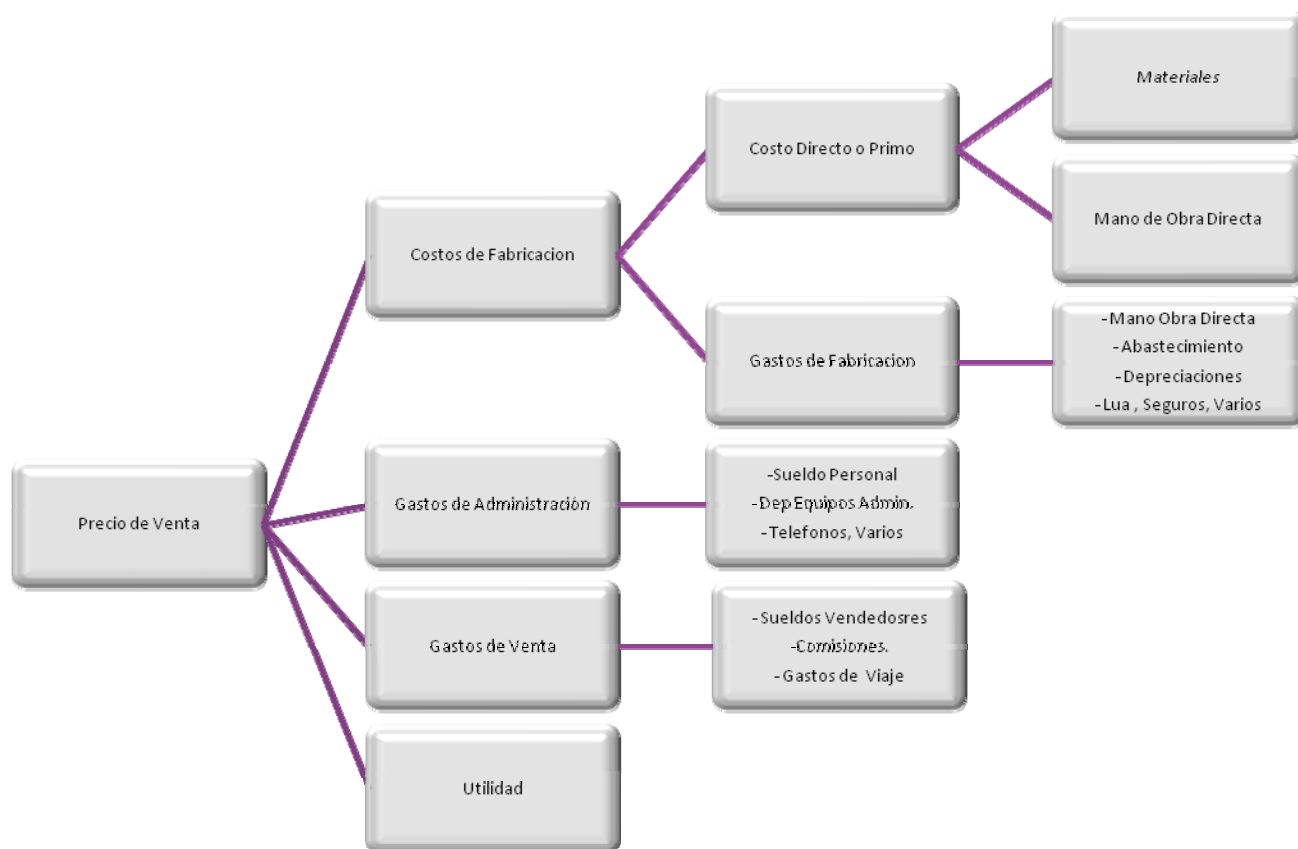 Precio de Venta
Costos de Fabricacion
Costo Directo o Primo
Materiales
Mano de Obra Directa
Gastos de Fabricacion
-Mano Obra Directa
-Abastecimiento
-Depreciaciones
-Lua , Seguros, Varios
Gastos de Administración
-Sueldo Personal
-Dep Equipos Admin.
-Telefonos, Varios
Gastos de Venta
-Sueldos Vendedosres
-Comisiones.
-Gastos de Viaje
Utilidad